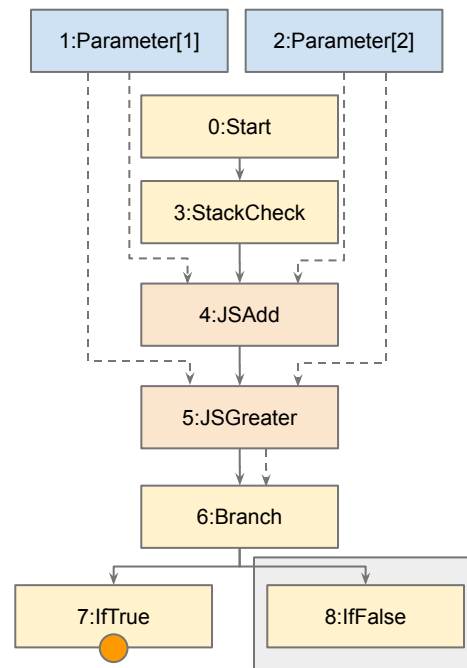 1:Parameter[1]
2:Parameter[2]
0:Start
3:StackCheck
4:JSAdd
5:JSGreater
6:Branch
7:IfTrue
8:IfFalse